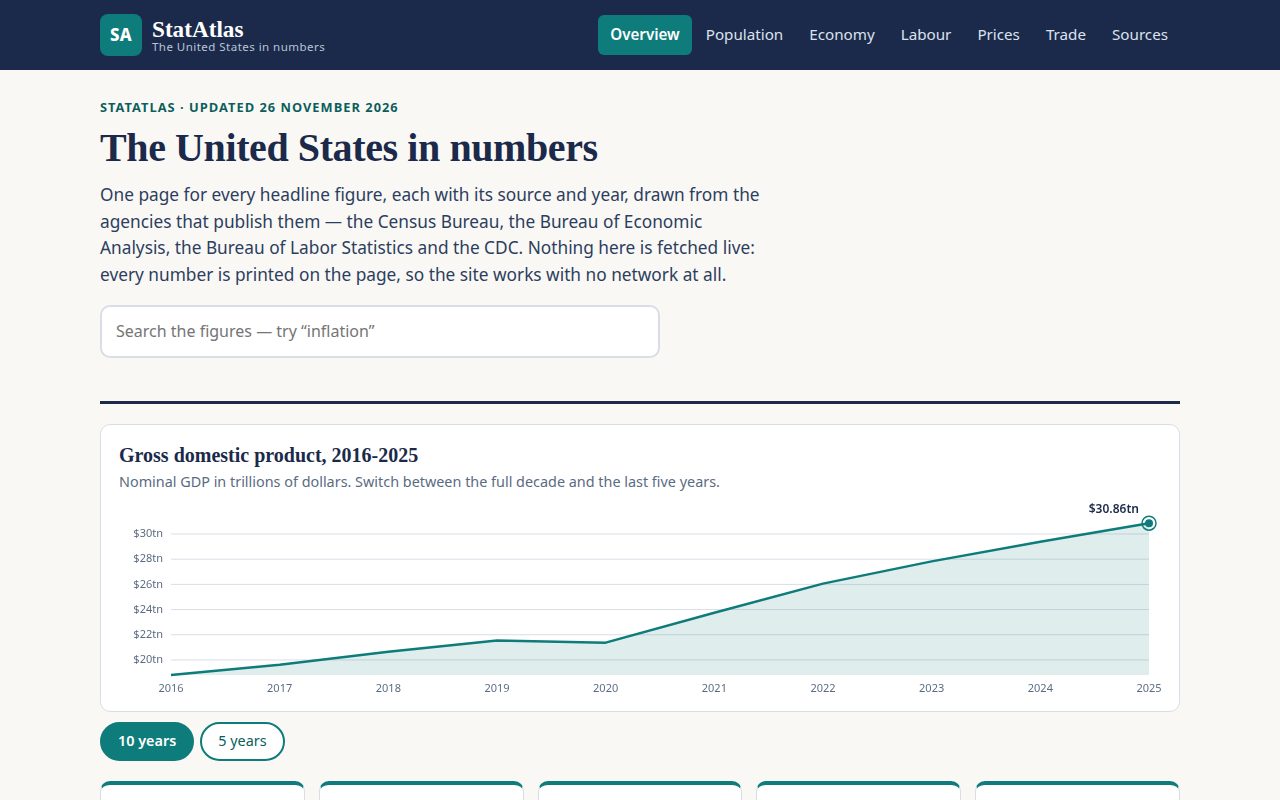 SA
StatAtlas
The United States in numbers
Overview
Population
Economy
Labour
Prices
Trade
Sources
STATATLAS · UPDATED 26 NOVEMBER 2026
The United States in numbers
One page for every headline figure, each with its source and year, drawn from the
agencies that publish them — the Census Bureau, the Bureau of Economic
Analysis, the Bureau of Labor Statistics and the CDC. Nothing here is fetched live:
every number is printed on the page, so the site works with no network at all.
Search the figures — try “inflation”
Gross domestic product, 2016-2025
Nominal GDP in trillions of dollars. Switch between the full decade and the last five years.
$30.86tn
$30tn
$28tn
$26tn
$24tn
$22tn
$20tn
2016 2017 2018 2019 2020 2021 2022 2023 2024 2025
10 years
5 years